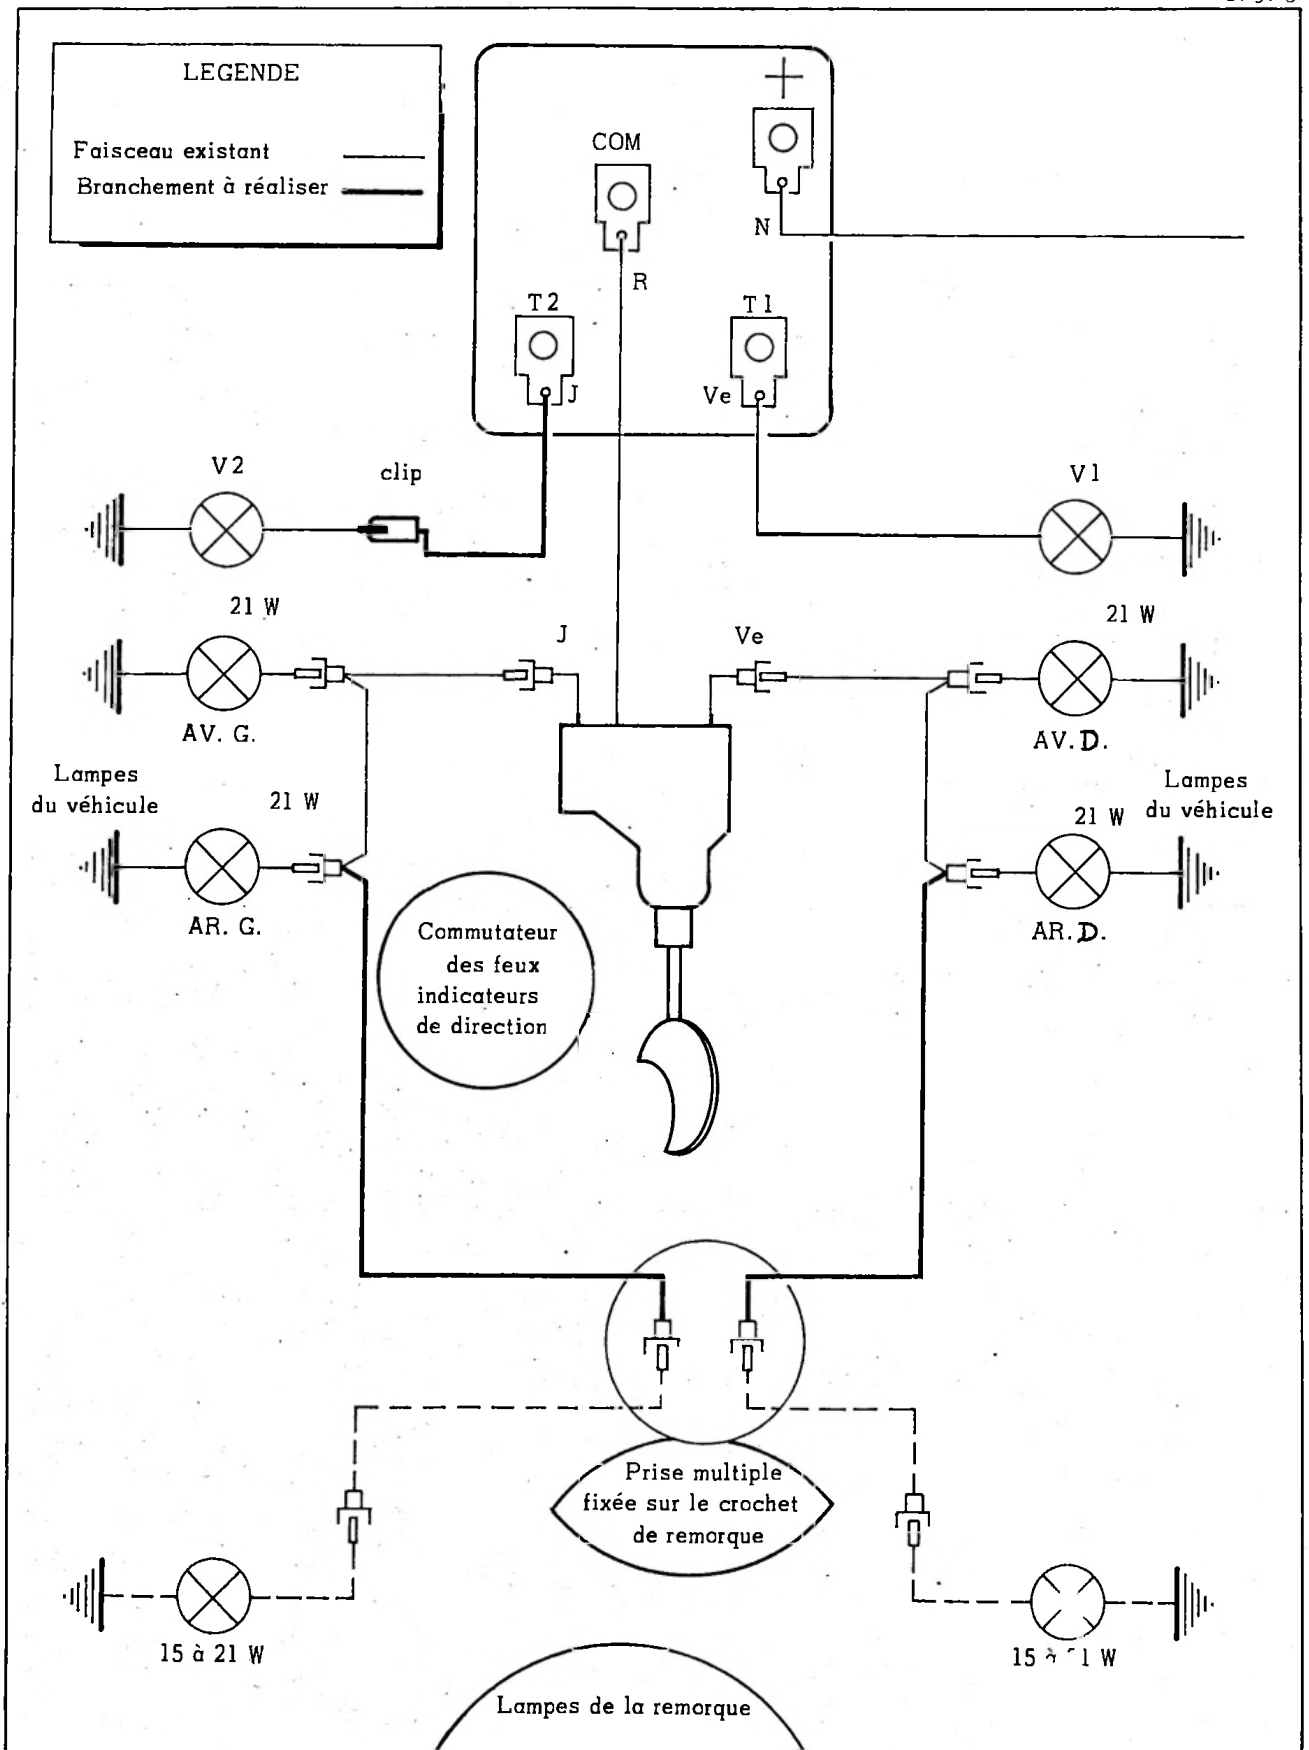 LEGENDE
Faisceau existant
Branchement à réaliser
+
COM
N
R
T2
T1
J
Ve
V2
clip
V1
21 W
21 W
J
Ve
AV. G.
AV. D.
Lampes
du véhicule
21 W
Lampes
du véhicule
21 W
AR. G.
AR. D.
Commutateur
des feux
indicateurs
de direction
Prise multiple
fixée sur le crochet
de remorque
15 à 21 W
15 à 1 W
Lampes de la remorque